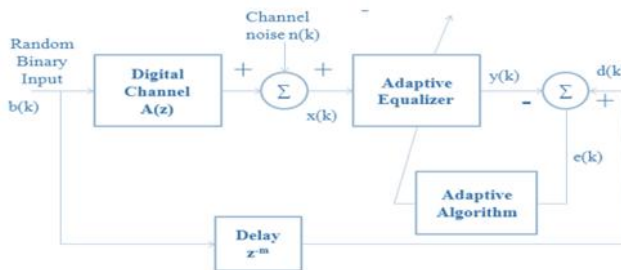 Channel
noise n(k)
Random
Binary
Input
b(k)
Digital
Channel
A(z)
+
Σ
+
x(k)
Adaptive
Equalizer
y(k)
-
Σ
d(k)
+
e(k)
Adaptive
Algorithm
Delay
z⁻ᵐ